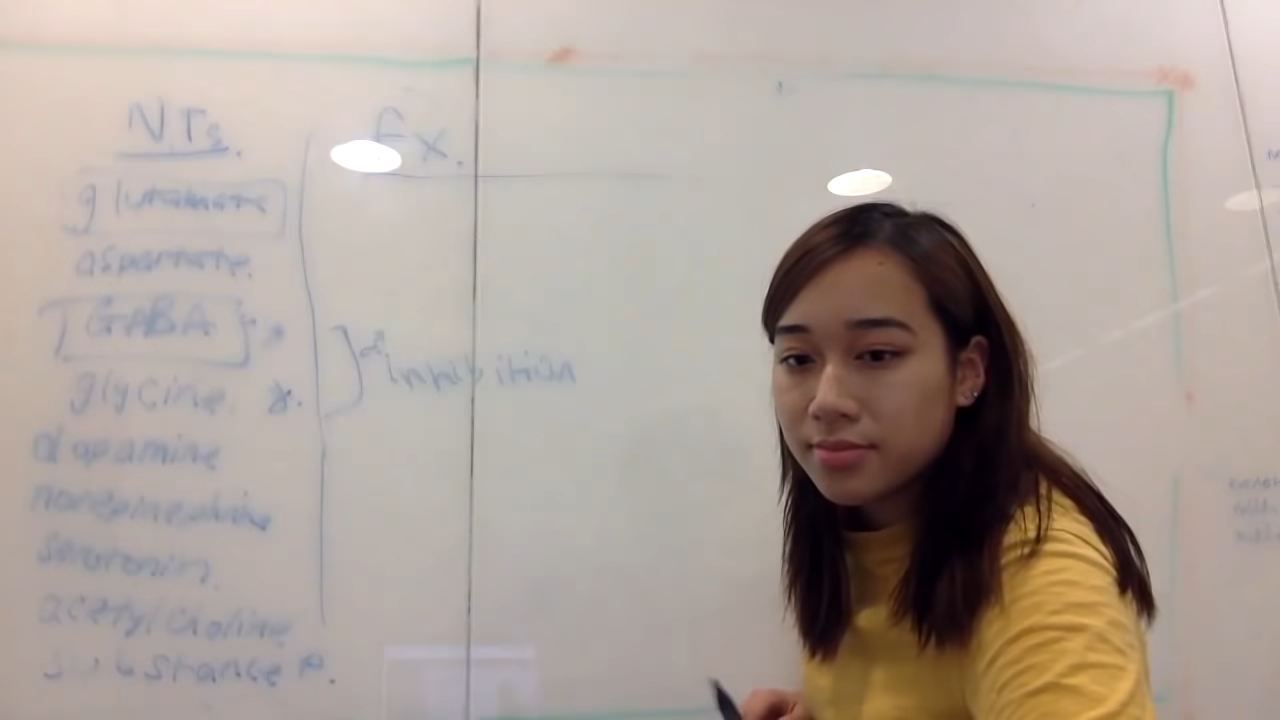 NTs.
fx.
glutamate
aspartate.
GABA
glycine
inhibition
dopamine
norepinephrine
serotonin.
acetylcholine
substance P.